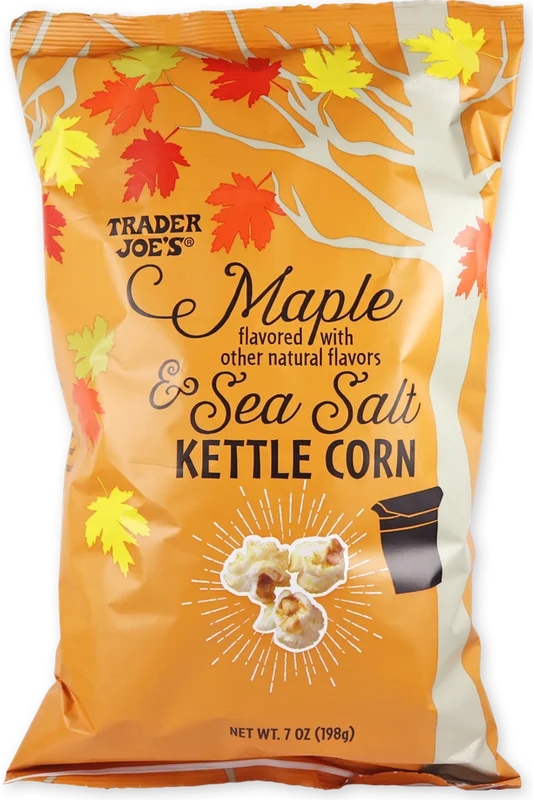 TRADER
JOE'S®
Maple
flavored with
other natural flavors
& Sea Salt
KETTLE CORN
NET WT. 7 OZ (198g)